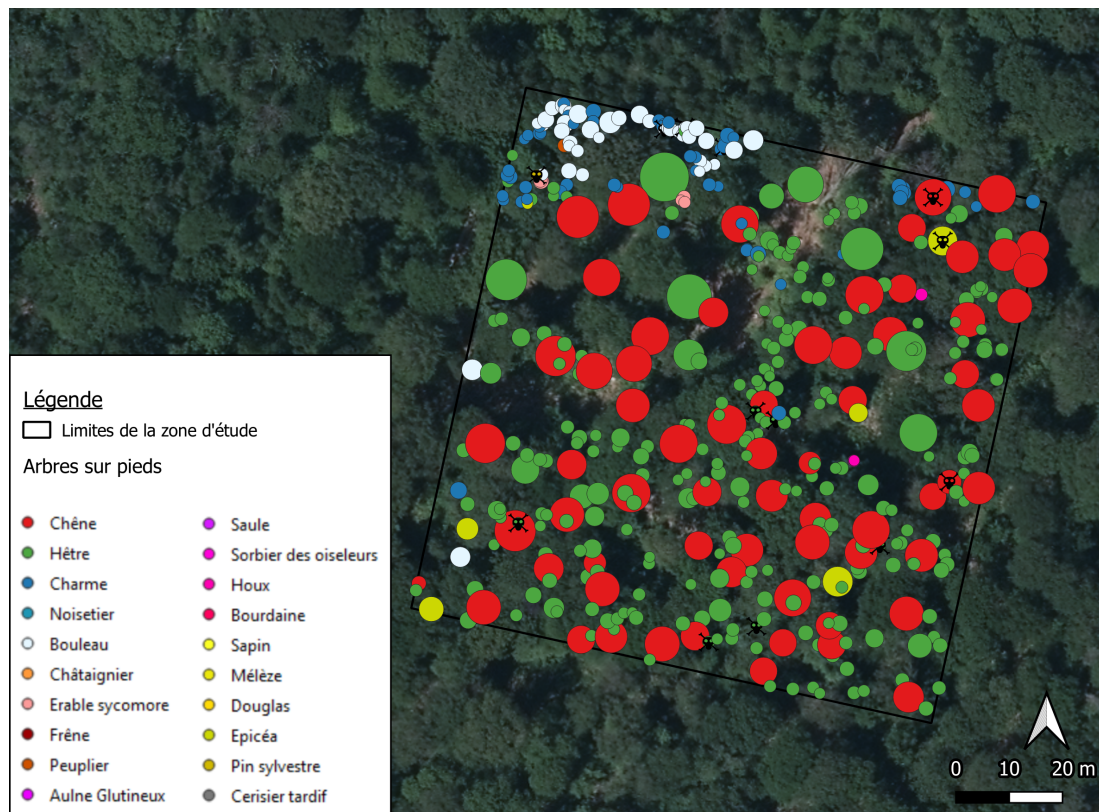 Légende
Limites de la zone d'étude
Arbres sur pieds
Chêne
Hêtre
Charme
Noisetier
Bouleau
Châtaignier
Erable sycomore
Frêne
Peuplier
Aulne Glutineux
Saule
Sorbier des oiseleurs
Houx
Bourdaine
Sapin
Mélèze
Douglas
Epicéa
Pin sylvestre
Cerisier tardif
0 10 20 m